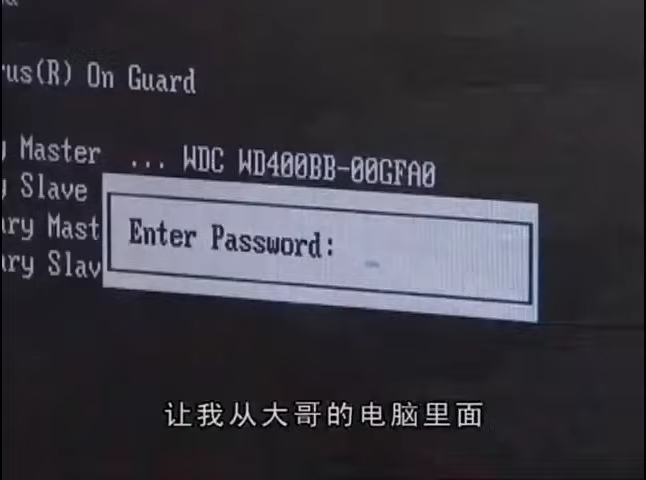 rus(R) On Guard
Master ... WDC WD400BB-00GFA0
Slave
ary Mast
ary Slav
Enter Password:
让我从大哥的电脑里面